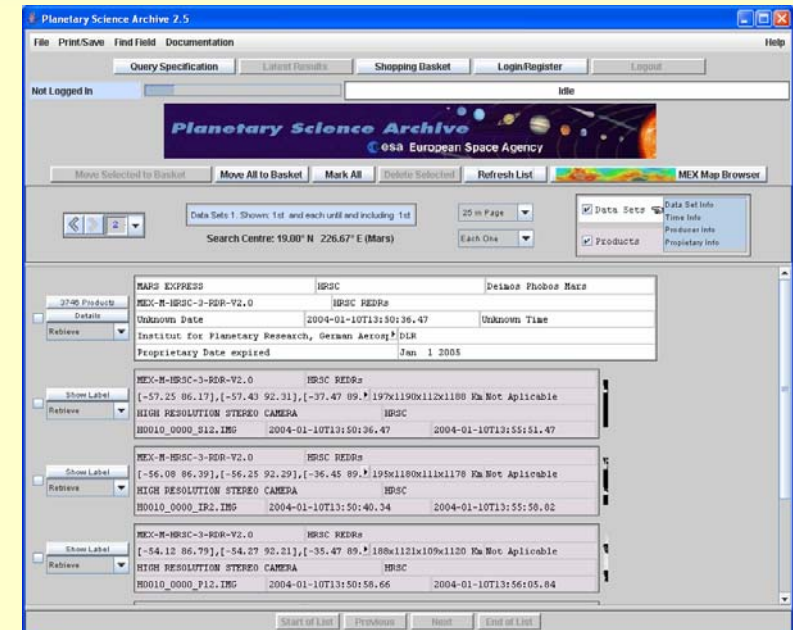 Planetary Science Archive 2.5
File Print/Save Find Field Documentation Help
Query Specification Latest Results Shopping Basket Login/Register Logout
Not Logged In Idle
Planetary Science Archive
esa European Space Agency
Move Selected to Basket Move All to Basket Mark All Delete Selected Refresh List MEX Map Browser
2
Data Sets 1. Shown: 1st and each until and including 1st
Search Centre: 19.00° N 226.67° E (Mars)
25 in Page
Each One
Data Sets
Products
Data Set Info
Time Info
Producer Info
Propietary Info
3746 Products
Details
Retrieve
MARS EXPRESS HRSC Deimos Phobos Mars
MEX-M-HRSC-3-RDR-V2.0 HRSC REDRs
Unknown Date 2004-01-10T13:50:36.47 Unknown Time
Institut for Planetary Research, German Aerosp DLR
Proprietary Date expired Jan 1 2005
Show Label
Retrieve
MEX-M-HRSC-3-RDR-V2.0 HRSC REDRs
[-57.25 86.17],[-57.43 92.31],[-37.47 89. 197x1190x112x1188 Km Not Aplicable
HIGH RESOLUTION STEREO CAMERA HRSC
H0010_0000_S12.IMG 2004-01-10T13:50:36.47 2004-01-10T13:55:51.47
Show Label
Retrieve
MEX-M-HRSC-3-RDR-V2.0 HRSC REDRs
[-56.08 86.39],[-56.25 92.29],[-36.45 89. 195x1180x111x1178 Km Not Aplicable
HIGH RESOLUTION STEREO CAMERA HRSC
H0010_0000_IR2.IMG 2004-01-10T13:50:40.34 2004-01-10T13:55:58.82
Show Label
Retrieve
MEX-M-HRSC-3-RDR-V2.0 HRSC REDRs
[-54.12 86.79],[-54.27 92.21],[-35.47 89. 188x1121x109x1120 Km Not Aplicable
HIGH RESOLUTION STEREO CAMERA HRSC
H0010_0000_P12.IMG 2004-01-10T13:50:58.66 2004-01-10T13:56:05.84
Start of List Previous Next End of List